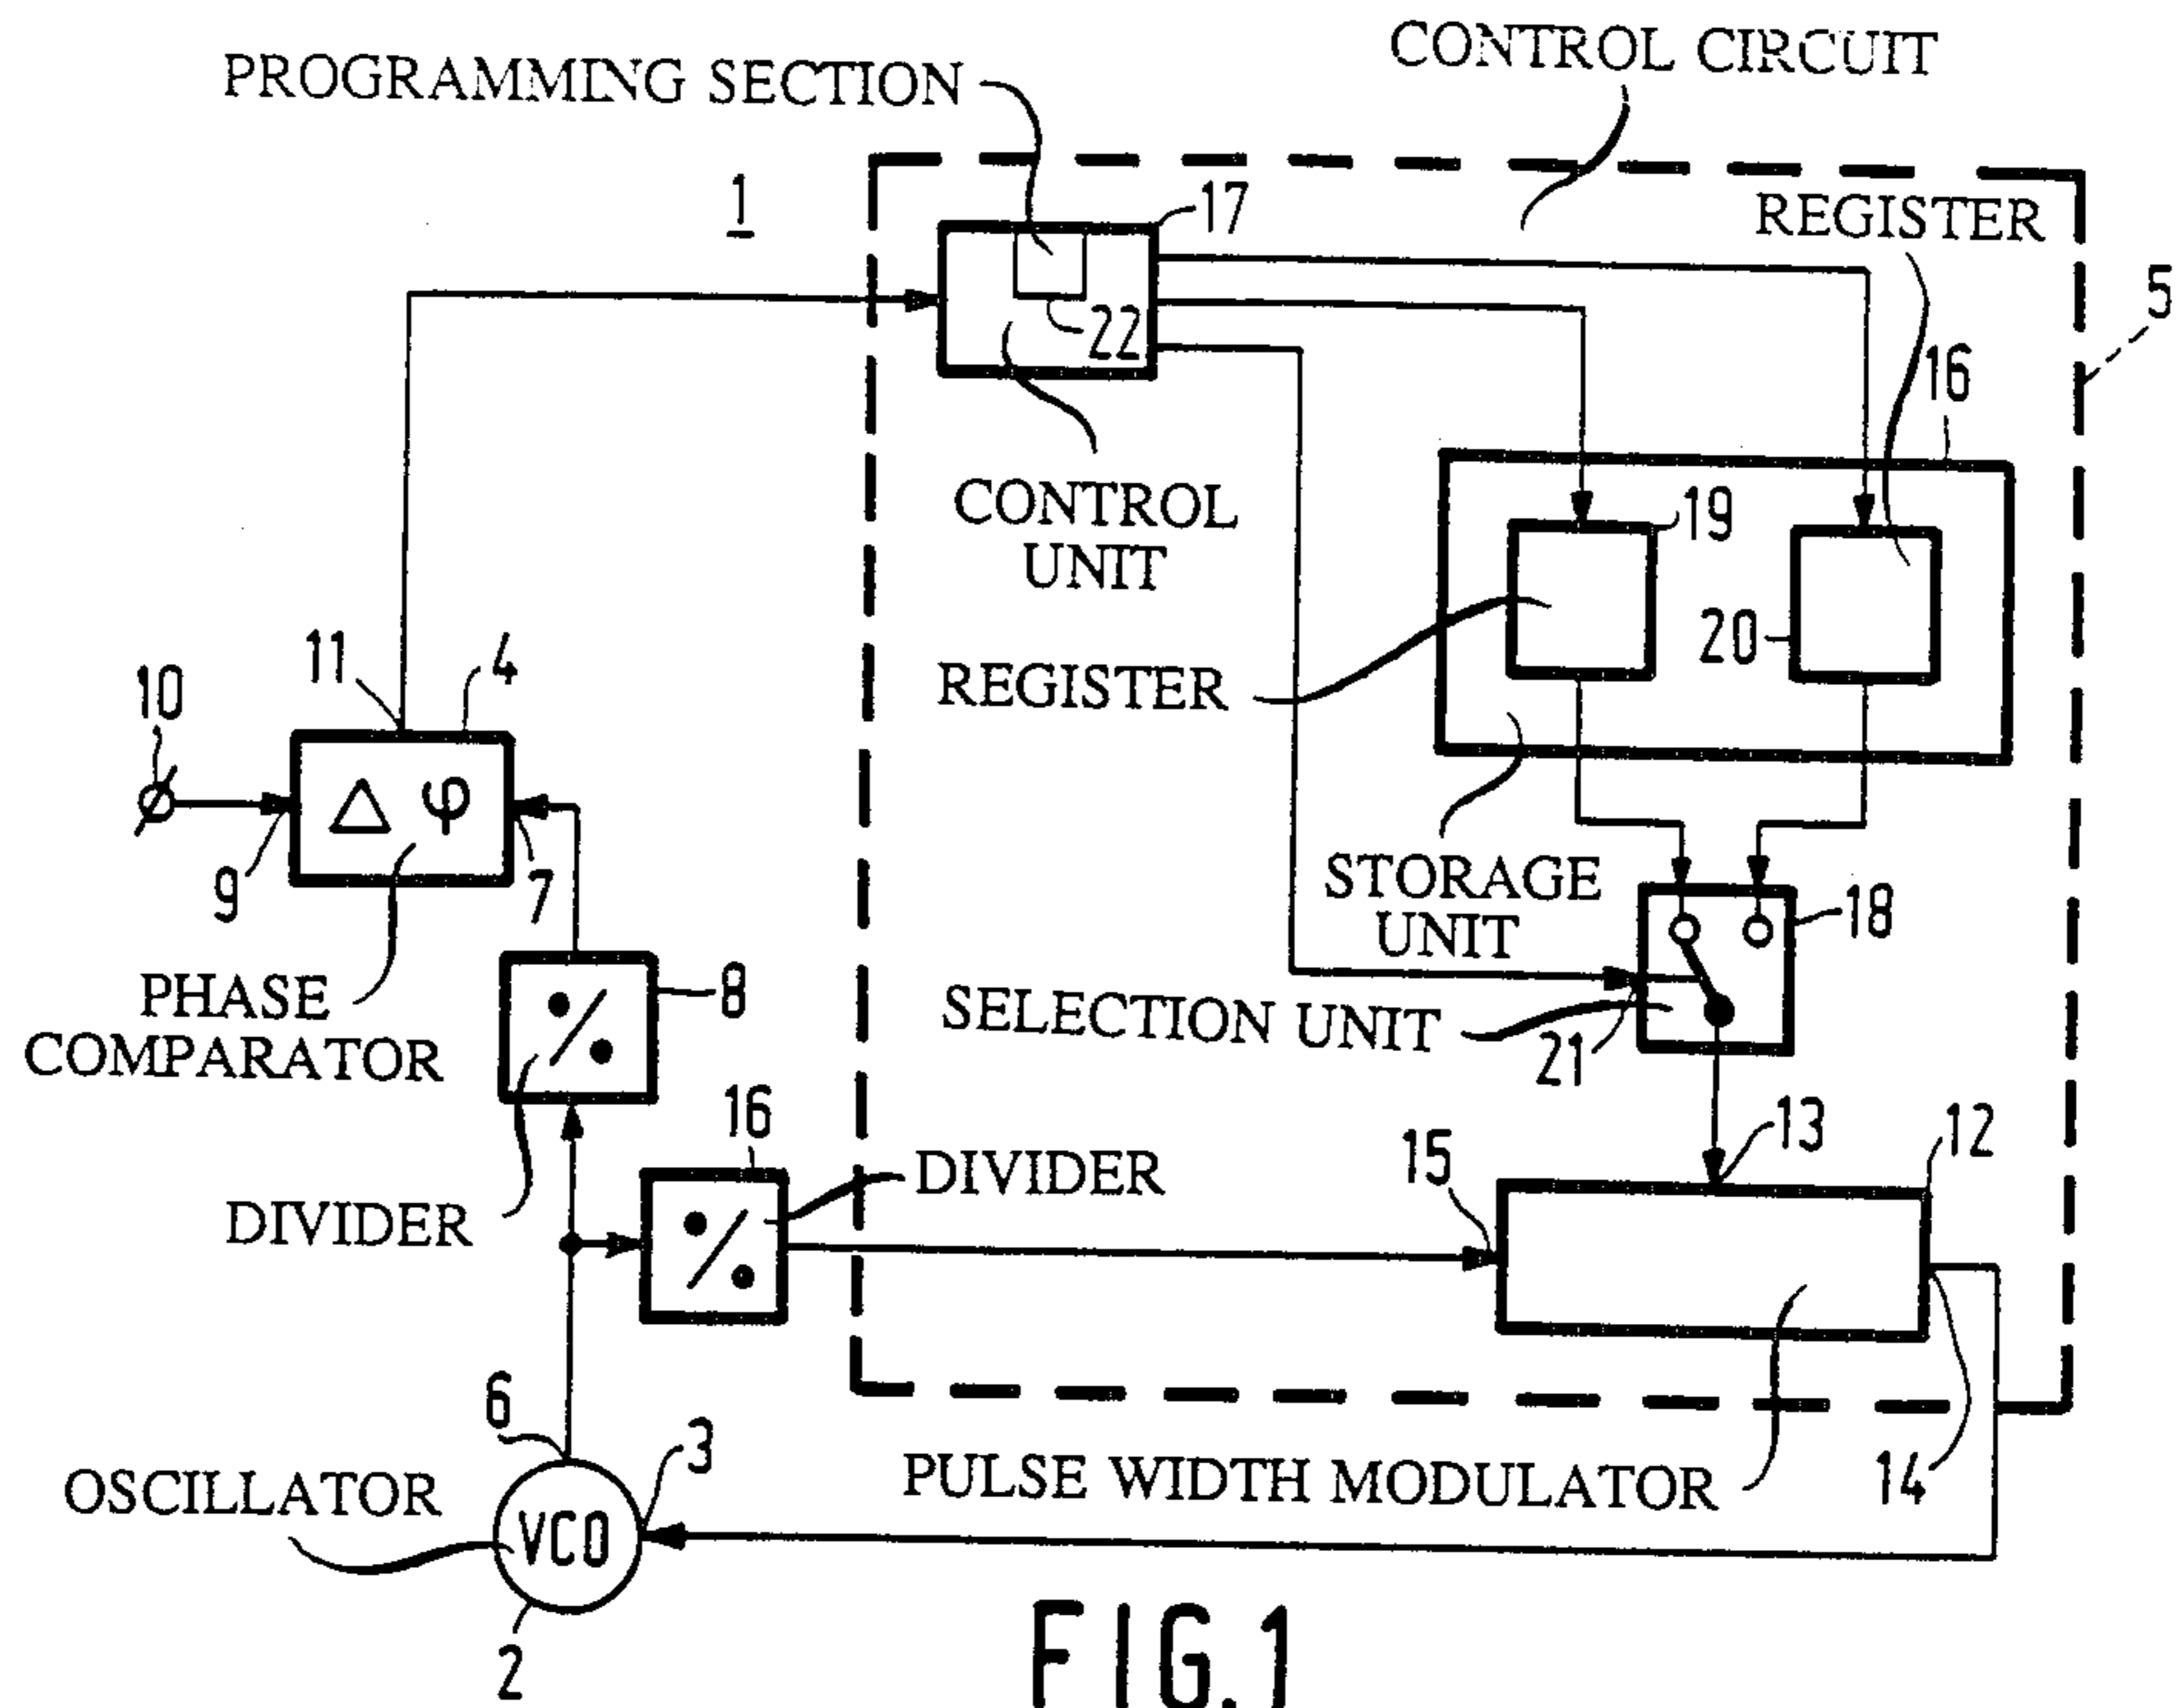 CONTROL CIRCUIT
PROGRAMMING SECTION
1
17
REGISTER
5
22
16
CONTROL
UNIT
19
20
REGISTER
11
4
10
Δ φ
9
7
STORAGE
UNIT
18
PHASE
COMPARATOR
8
SELECTION UNIT
21
16
13
12
15
DIVIDER
DIVIDER
6
3
OSCILLATOR
VCO
PULSE WIDTH MODULATOR
14
2
FIG.1